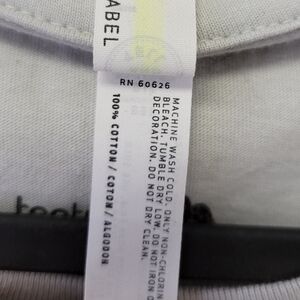 ABEL
RN 60626
100% COTTON / COTON / ALGODON
MACHINE WASH COLD. ONLY NON-CHLORINE
BLEACH. TUMBLE DRY LOW. DO NOT IRON
DECORATION. DO NOT DRY CLEAN.